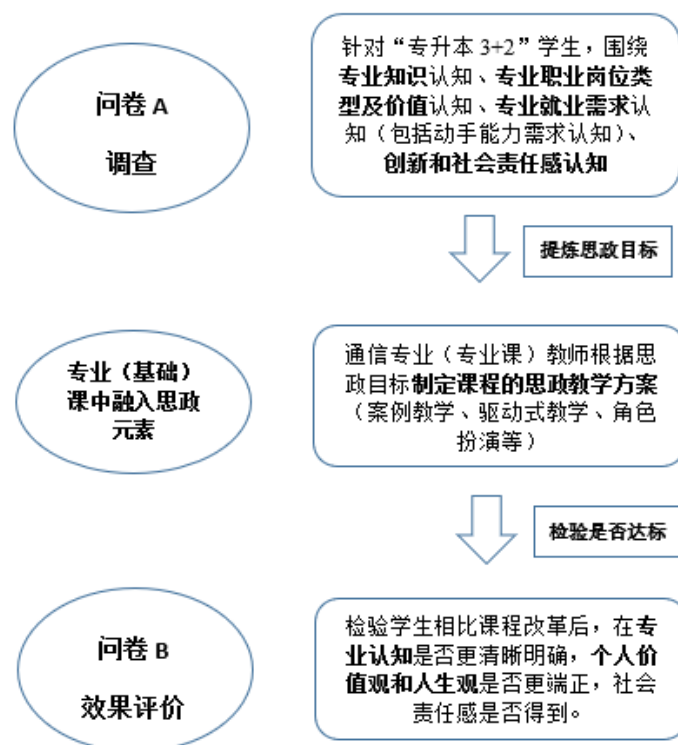 问卷 A
调查
针对“专升本 3+2”学生，围绕
专业知识认知、专业职业岗位类
型及价值认知、专业就业需求认
知（包括动手能力需求认知）、
创新和社会责任感认知
提炼思政目标
专业（基础）
课中融入思政
元素
通信专业（专业课）教师根据思
政目标制定课程的思政教学方案
（案例教学、驱动式教学、角色
扮演等）
检验是否达标
问卷 B
效果评价
检验学生相比课程改革后，在专
业认知是否更清晰明确，个人价
值观和人生观是否更端正，社会
责任感是否得到。